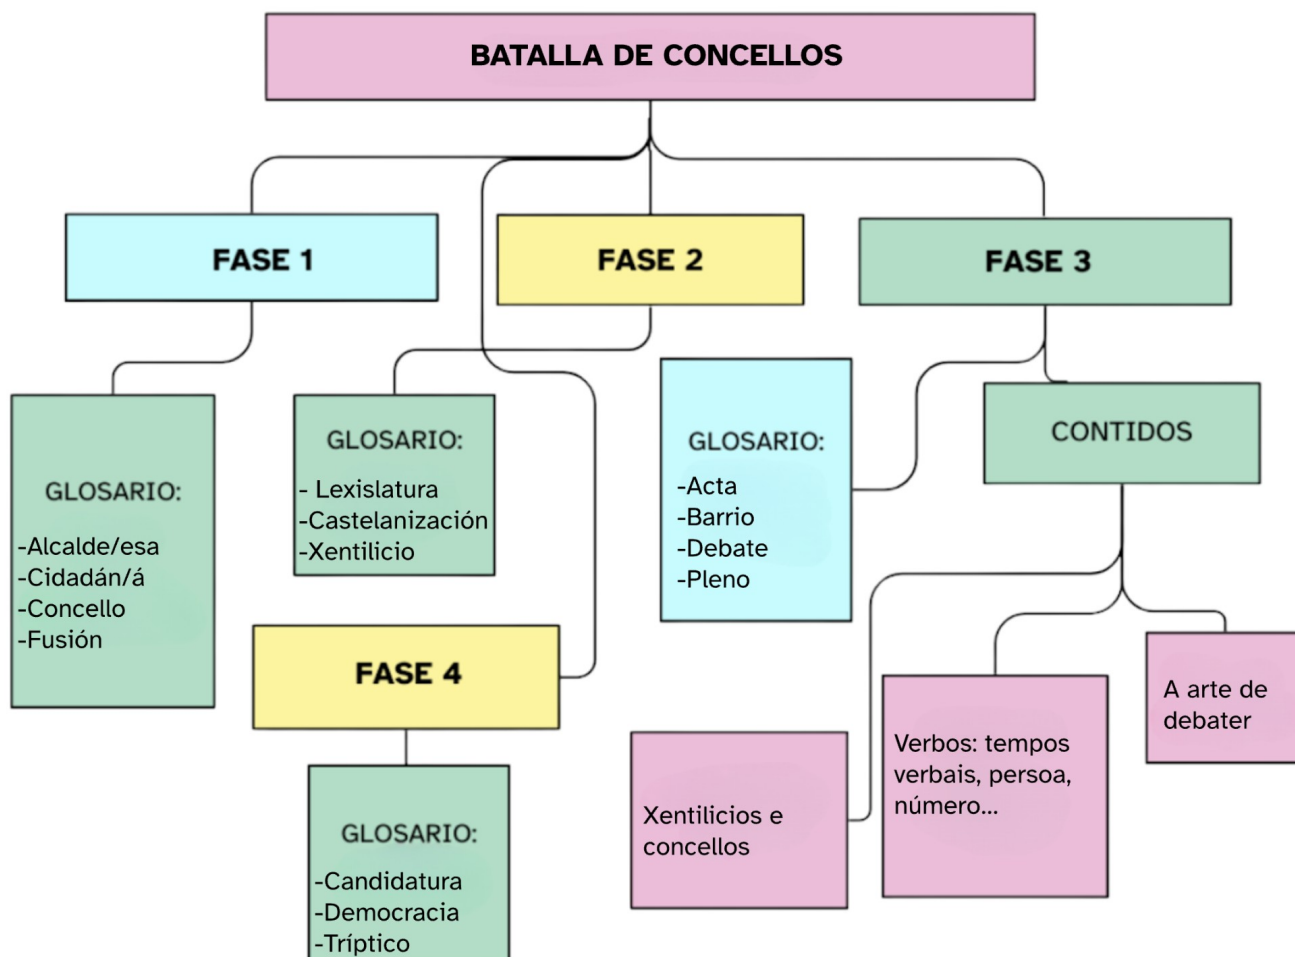 BATALLA DE CONCELLOS
FASE 1
FASE 2
FASE 3
GLOSARIO:
-Alcalde/esa
-Cidadán/á
-Concello
-Fusión
GLOSARIO:
- Lexislatura
-Castelanización
-Xentilicio
GLOSARIO:
-Acta
-Barrio
-Debate
-Pleno
CONTIDOS
FASE 4
GLOSARIO:
-Candidatura
-Democracia
-Tríptico
Xentilicios e
concellos
Verbos: tempos
verbais, persoa,
número...
A arte de
debater